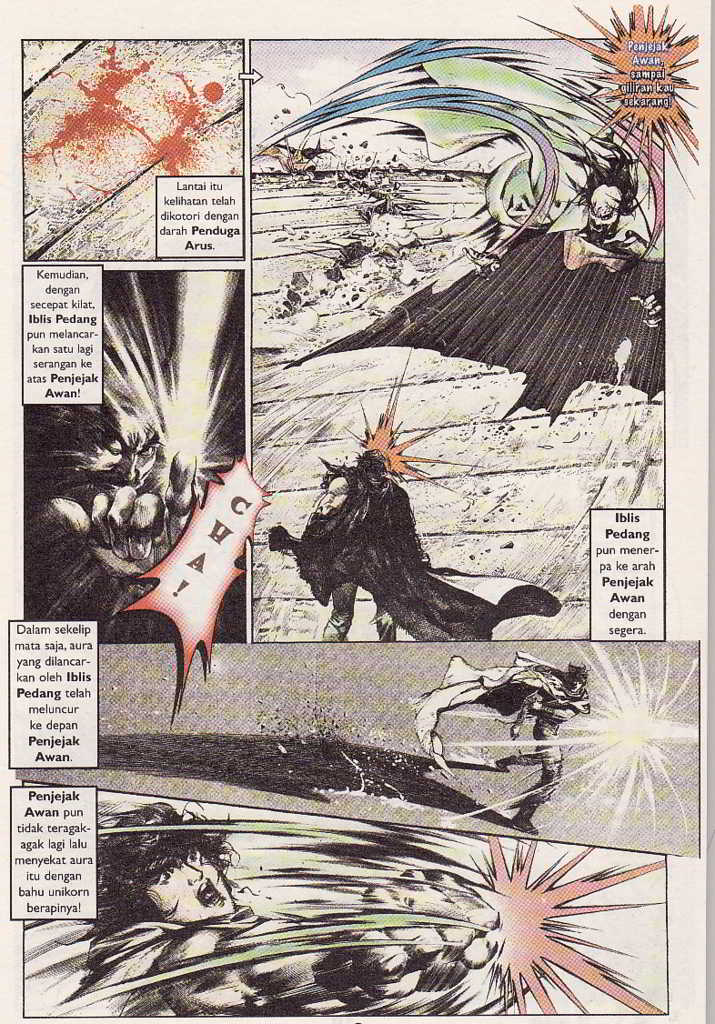 Lantai itu
kelihatan telah
dikotori dengan
darah Penduga
Arus.
Penjejak
Awan,
sampai
giliran kau
sekarang!
Kemudian,
dengan
secepat kilat,
Iblis Pedang
pun melancar-
kan satu lagi
serangan ke
atas Penjejak
Awan!
CHA!
Iblis
Pedang
pun mener-
pa ke arah
Penjejak
Awan
dengan
segera.
Dalam sekelip
mata saja, aura
yang dilancar-
kan oleh Iblis
Pedang telah
meluncur
ke depan
Penjejak
Awan.
Penjejak
Awan pun
tidak teragak-
agak lagi lalu
menyekat aura
itu dengan
bahu unikorn
berapinya!